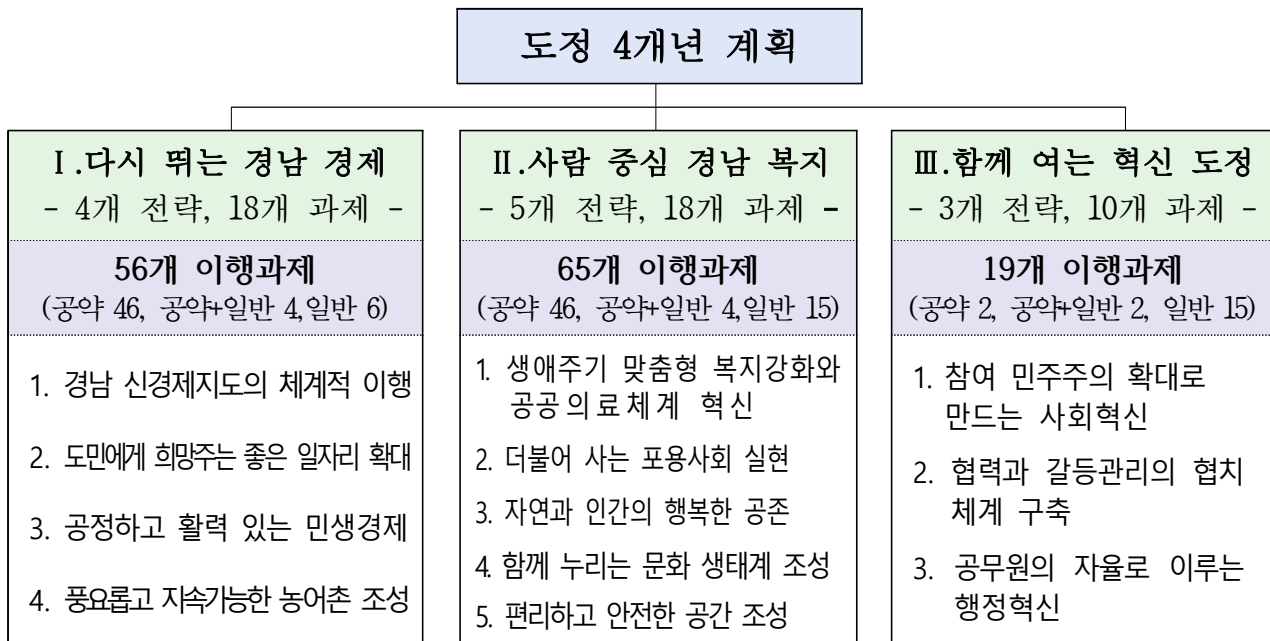 도정 4개년 계획
Ⅰ.다시 뛰는 경남 경제
- 4개 전략, 18개 과제 -
56개 이행과제
(공약 46, 공약+일반 4,일반 6)
1. 경남 신경제지도의 체계적 이행
2. 도민에게 희망주는 좋은 일자리 확대
3. 공정하고 활력 있는 민생경제
4. 풍요롭고 지속가능한 농어촌 조성
Ⅱ.사람 중심 경남 복지
- 5개 전략, 18개 과제 -
65개 이행과제
(공약 46, 공약+일반 4,일반 15)
1. 생애주기 맞춤형 복지강화와
공공의료체계 혁신
2. 더불어 사는 포용사회 실현
3. 자연과 인간의 행복한 공존
4. 함께 누리는 문화 생태계 조성
5. 편리하고 안전한 공간 조성
Ⅲ.함께 여는 혁신 도정
- 3개 전략, 10개 과제 -
19개 이행과제
(공약 2, 공약+일반 2, 일반 15)
1. 참여 민주주의 확대로
만드는 사회혁신
2. 협력과 갈등관리의 협치
체계 구축
3. 공무원의 자율로 이루는
행정혁신